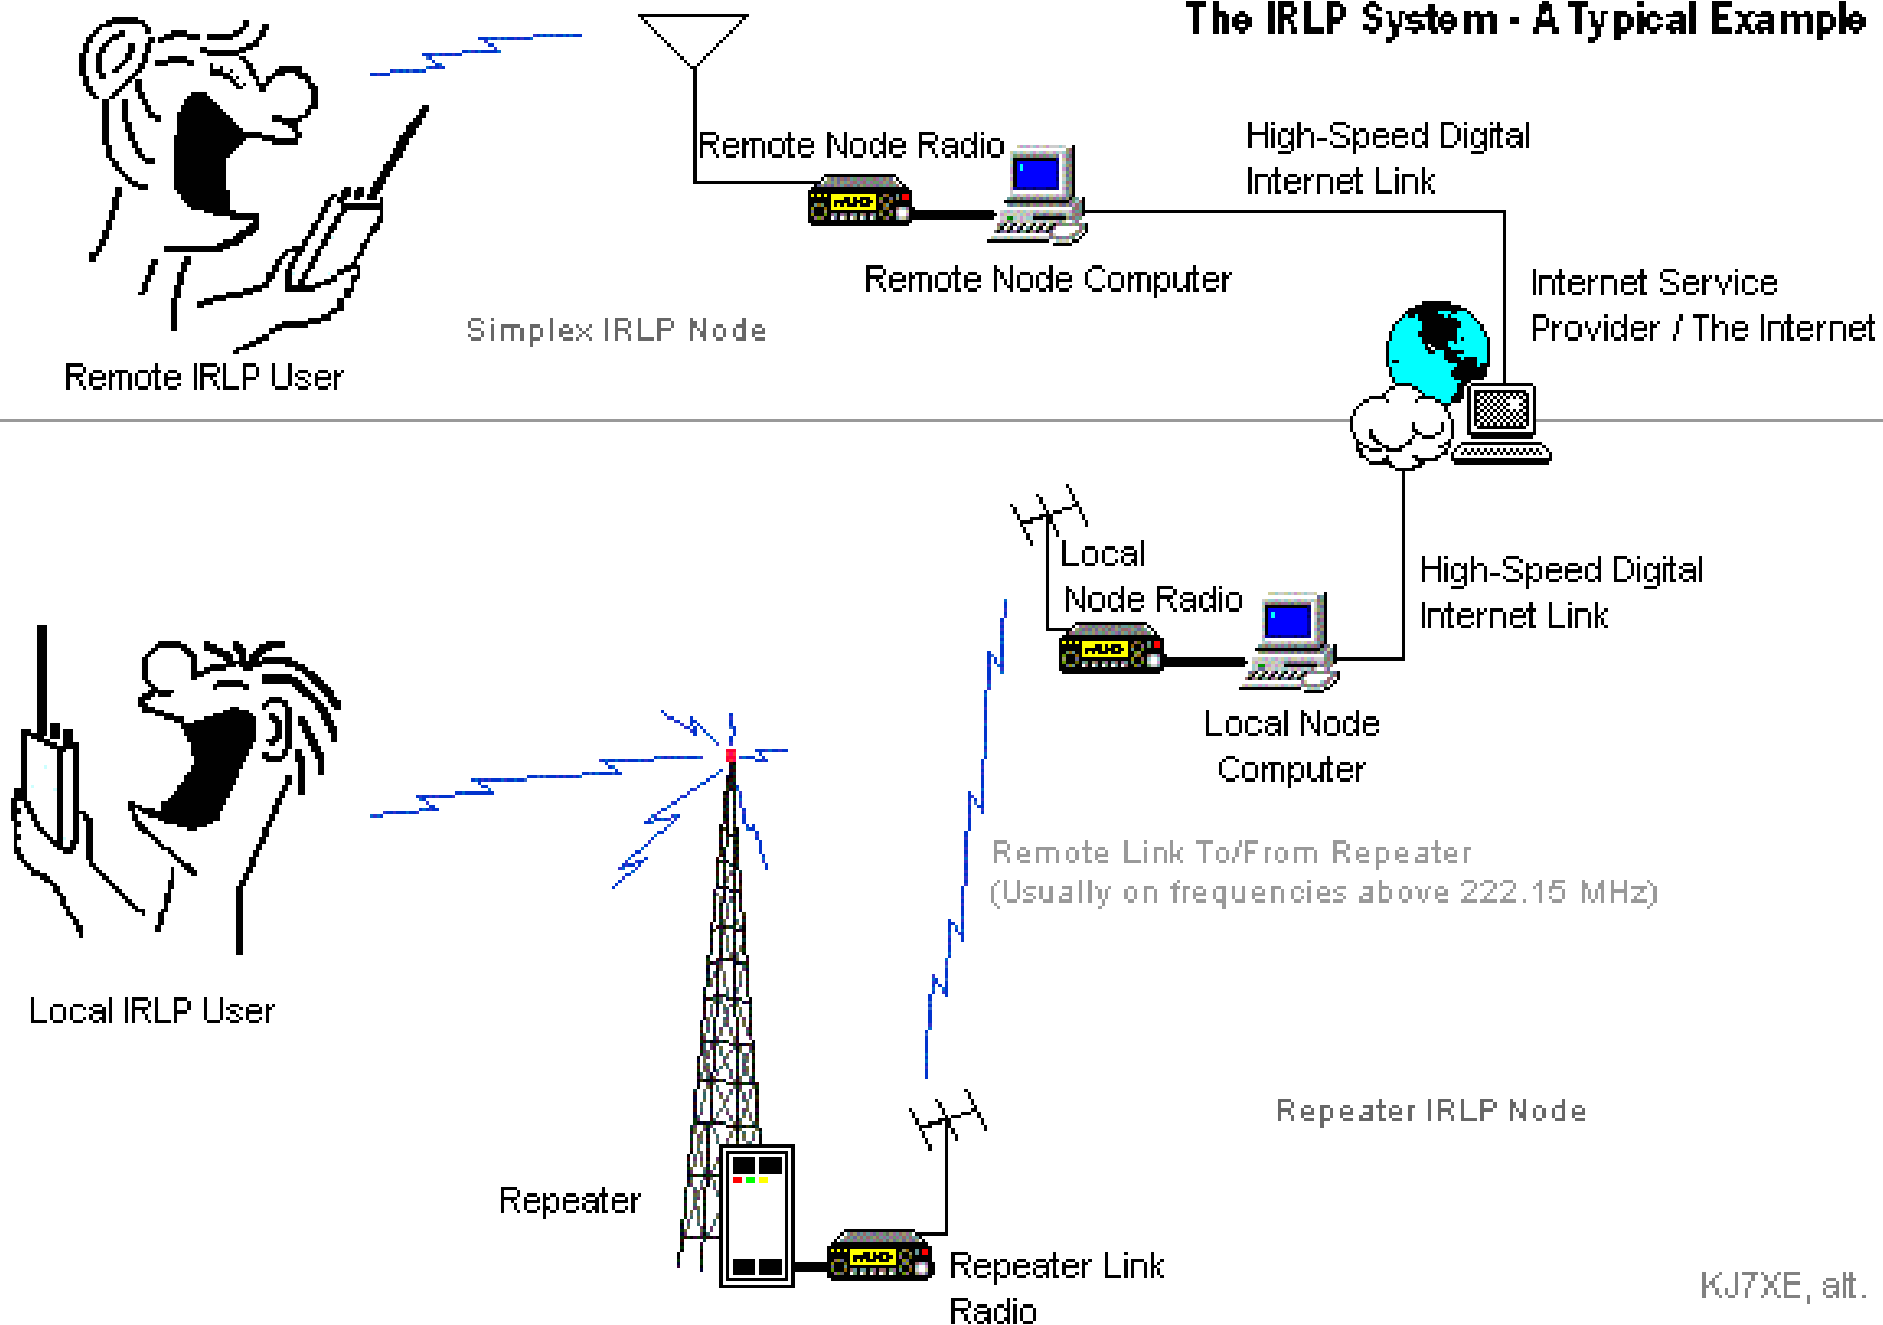 The IRLP System - A Typical Example
Remote Node Radio
High-Speed Digital
Internet Link
Remote Node Computer
Internet Service
Provider / The Internet
Simplex IRLP Node
Remote IRLP User
Local
Node Radio
High-Speed Digital
Internet Link
Local Node
Computer
Remote Link To/From Repeater
(Usually on frequencies above 222.15 MHz)
Local IRLP User
Repeater IRLP Node
Repeater
Repeater Link
Radio
KJ7XE, alt.